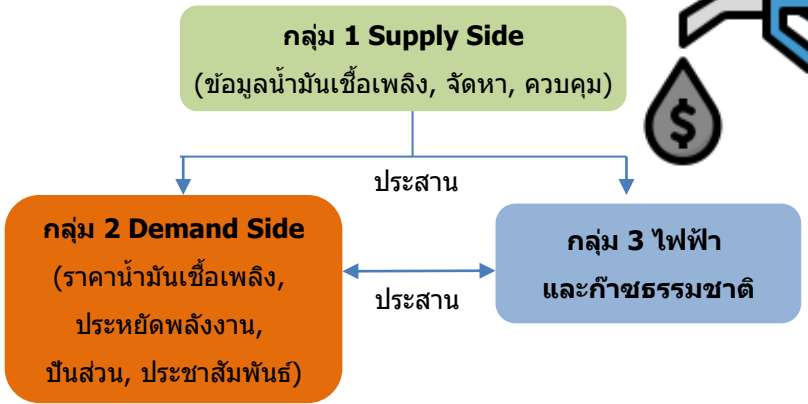 กลุ่ม 1 Supply Side
(ข้อมูลน้ำมันเชื้อเพลิง, จัดหา, ควบคุม)
$
ประสาน
กลุ่ม 2 Demand Side
(ราคาน้ำมันเชื้อเพลิง,
ประหยัดพลังงาน,
ปันส่วน, ประชาสัมพันธ์)
ประสาน
กลุ่ม 3 ไฟฟ้า
และก๊าซธรรมชาติ